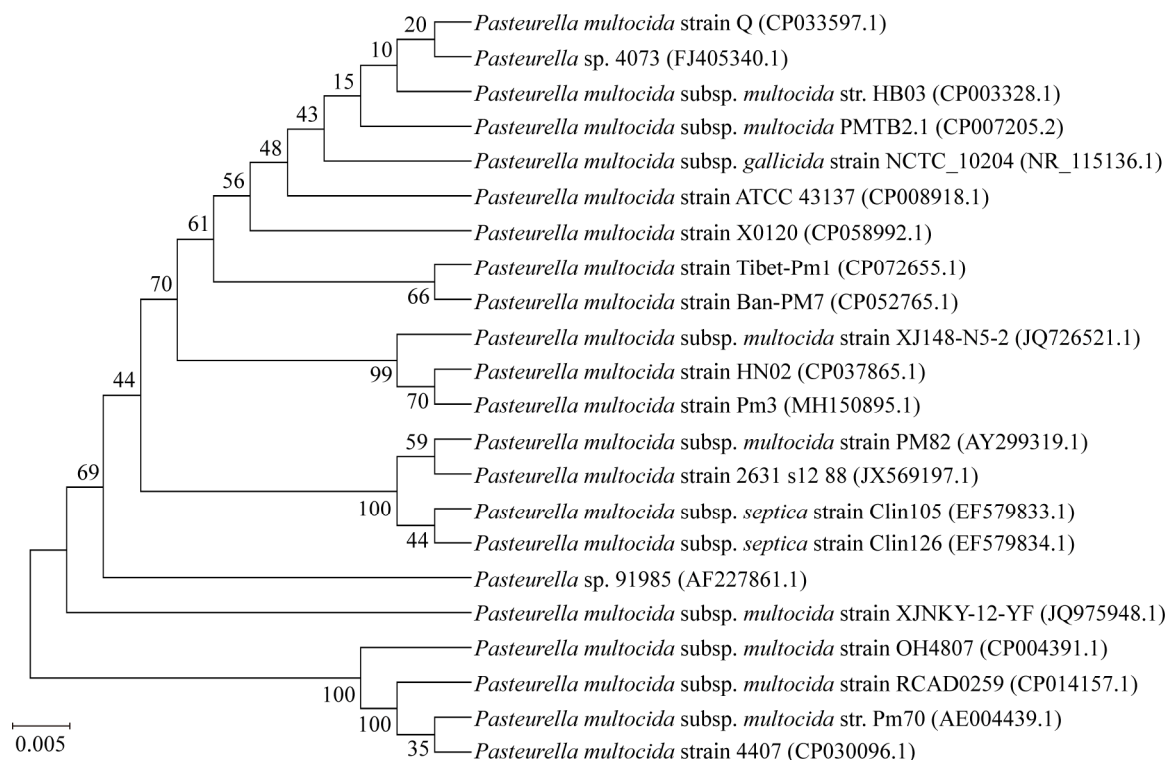 20
Pasteurella multocida strain Q (CP033597.1)
Pasteurella sp. 4073 (FJ405340.1)
10
Pasteurella multocida subsp. multocida str. HB03 (CP003328.1)
15
Pasteurella multocida subsp. multocida PMTB2.1 (CP007205.2)
43
Pasteurella multocida subsp. gallicida strain NCTC_10204 (NR_115136.1)
48
Pasteurella multocida strain ATCC 43137 (CP008918.1)
56
Pasteurella multocida strain X0120 (CP058992.1)
61
Pasteurella multocida strain Tibet-Pm1 (CP072655.1)
66
Pasteurella multocida strain Ban-PM7 (CP052765.1)
70
Pasteurella multocida subsp. multocida strain XJ148-N5-2 (JQ726521.1)
99
Pasteurella multocida strain HN02 (CP037865.1)
70
Pasteurella multocida strain Pm3 (MH150895.1)
44
59
Pasteurella multocida subsp. multocida strain PM82 (AY299319.1)
Pasteurella multocida strain 2631 s12 88 (JX569197.1)
100
Pasteurella multocida subsp. septica strain Clin105 (EF579833.1)
44
Pasteurella multocida subsp. septica strain Clin126 (EF579834.1)
69
Pasteurella sp. 91985 (AF227861.1)
Pasteurella multocida subsp. multocida strain XJNKY-12-YF (JQ975948.1)
Pasteurella multocida subsp. multocida strain OH4807 (CP004391.1)
100
Pasteurella multocida subsp. multocida strain RCAD0259 (CP014157.1)
100
Pasteurella multocida subsp. multocida str. Pm70 (AE004439.1)
35
Pasteurella multocida strain 4407 (CP030096.1)
0.005